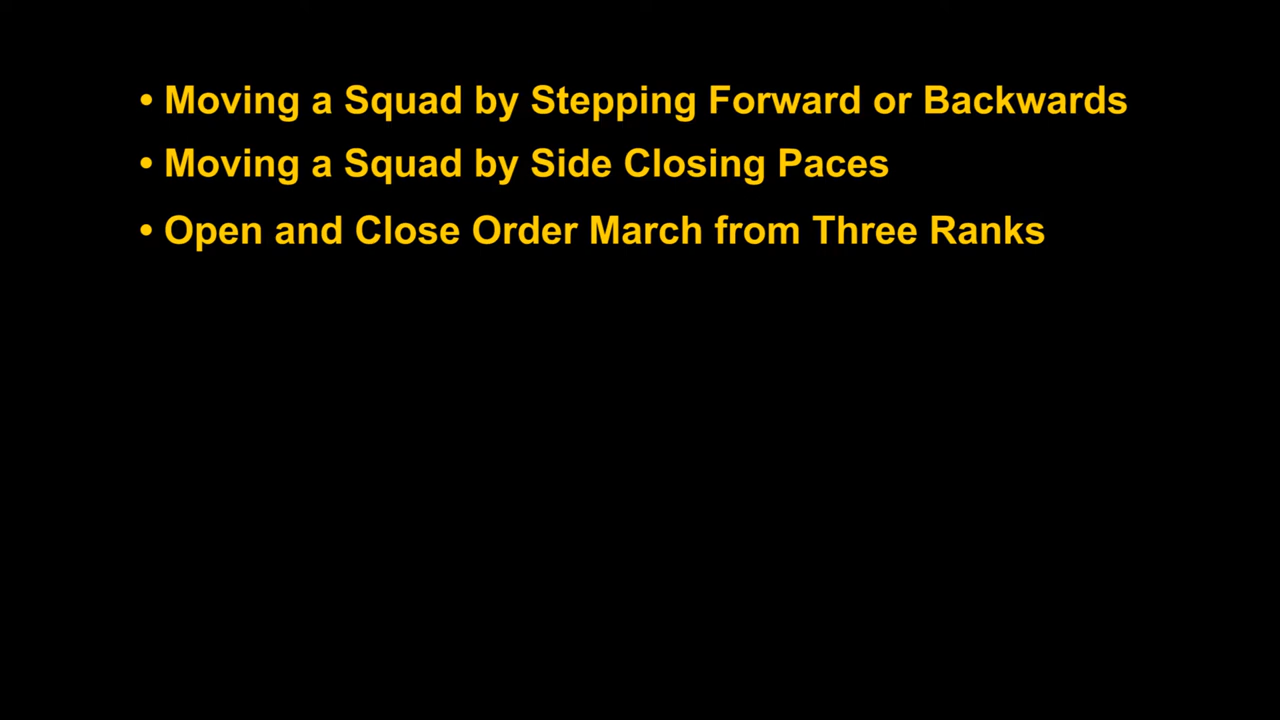 • Moving a Squad by Stepping Forward or Backwards
• Moving a Squad by Side Closing Paces
• Open and Close Order March from Three Ranks